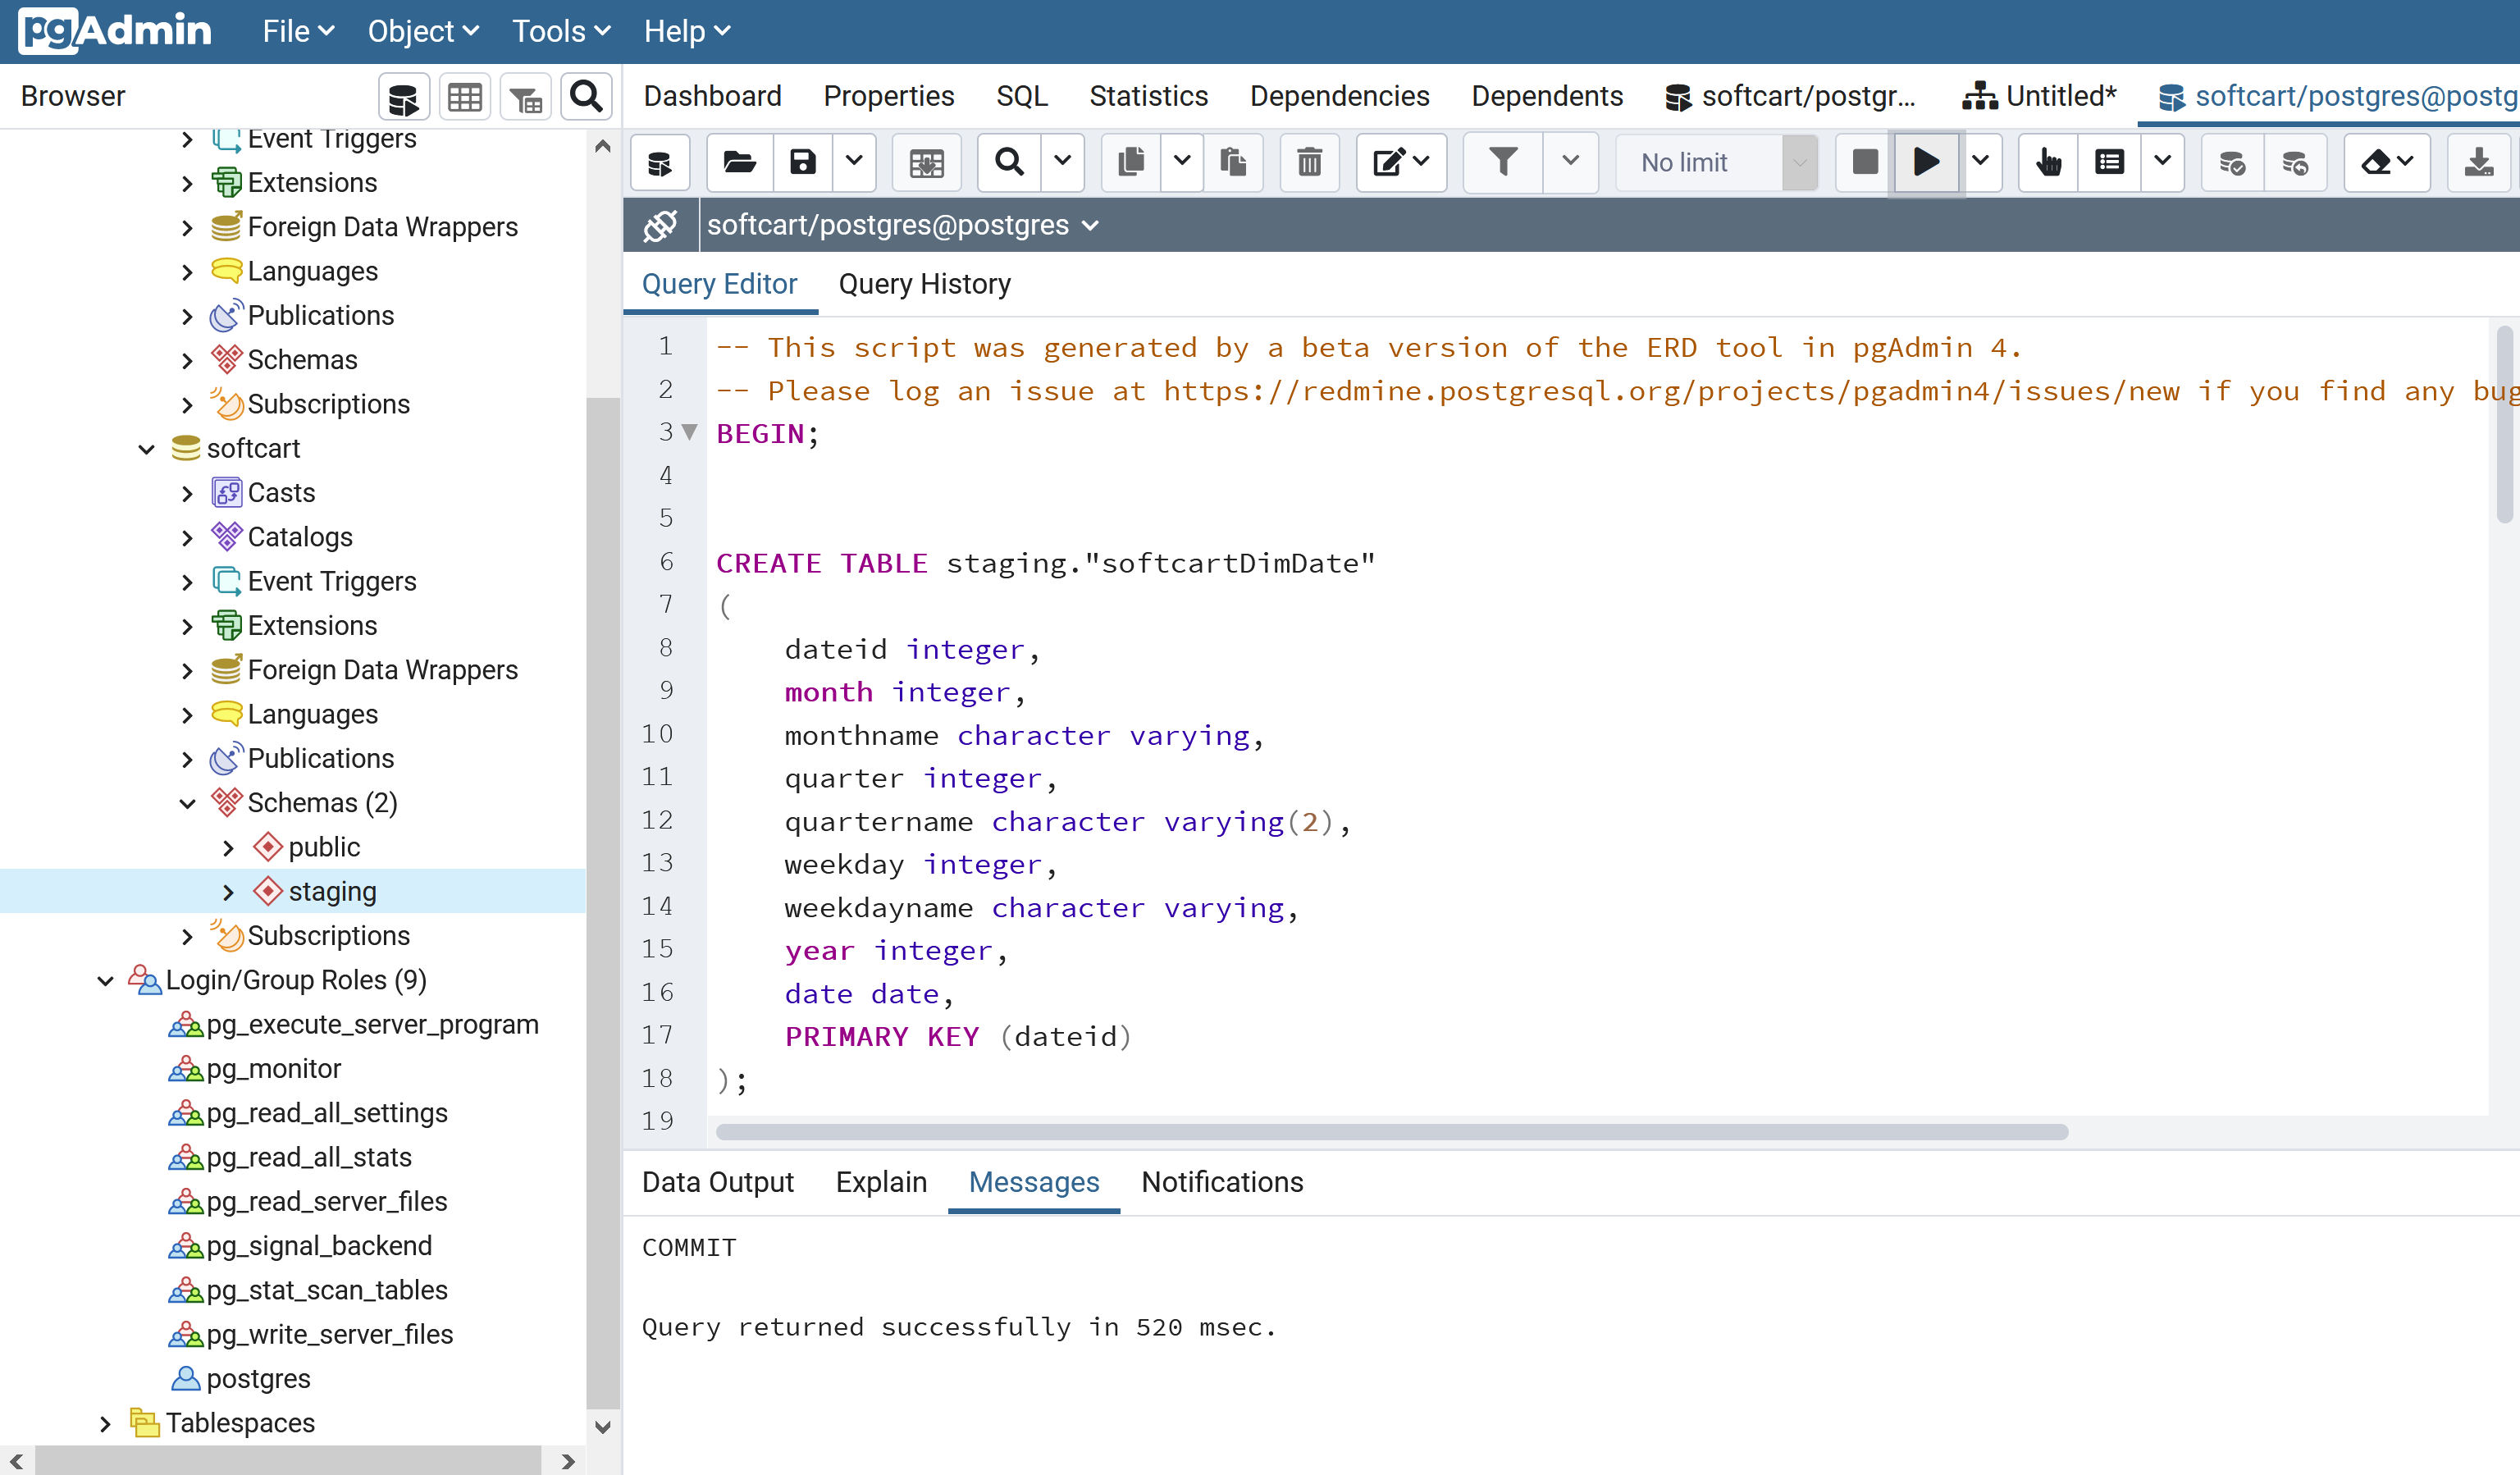 pgAdmin File Object Tools Help
Browser
Dashboard Properties SQL Statistics Dependencies Dependents softcart/postgr... Untitled* softcart/postgres@postg
No limit
softcart/postgres@postgres
Query Editor Query History
Event Triggers
Extensions
Foreign Data Wrappers
Languages
Publications
Schemas
Subscriptions
softcart
Casts
Catalogs
Event Triggers
Extensions
Foreign Data Wrappers
Languages
Publications
Schemas (2)
public
staging
Subscriptions
Login/Group Roles (9)
pg_execute_server_program
pg_monitor
pg_read_all_settings
pg_read_all_stats
pg_read_server_files
pg_signal_backend
pg_stat_scan_tables
pg_write_server_files
postgres
Tablespaces
1 -- This script was generated by a beta version of the ERD tool in pgAdmin 4.
2 -- Please log an issue at https://redmine.postgresql.org/projects/pgadmin4/issues/new if you find any bug
3 BEGIN;
4
5
6 CREATE TABLE staging."softcartDimDate"
7 (
8 dateid integer,
9 month integer,
10 monthname character varying,
11 quarter integer,
12 quartername character varying(2),
13 weekday integer,
14 weekdayname character varying,
15 year integer,
16 date date,
17 PRIMARY KEY (dateid)
18 );
19
Data Output Explain Messages Notifications
COMMIT
Query returned successfully in 520 msec.